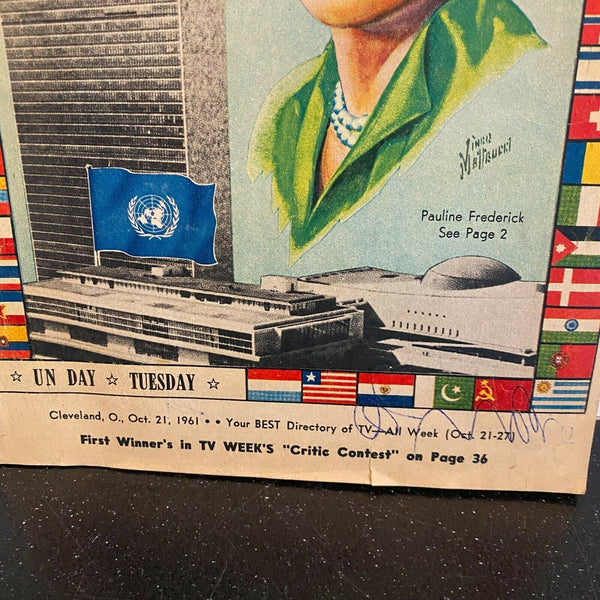 Pauline Frederick
See Page 2
☆ UN DAY ☆ TUESDAY ☆
Cleveland, O., Oct. 21, 1961 • • Your BEST Directory of TV—All Week (Oct. 21-27)
First Winner's in TV WEEK'S "Critic Contest" on Page 36